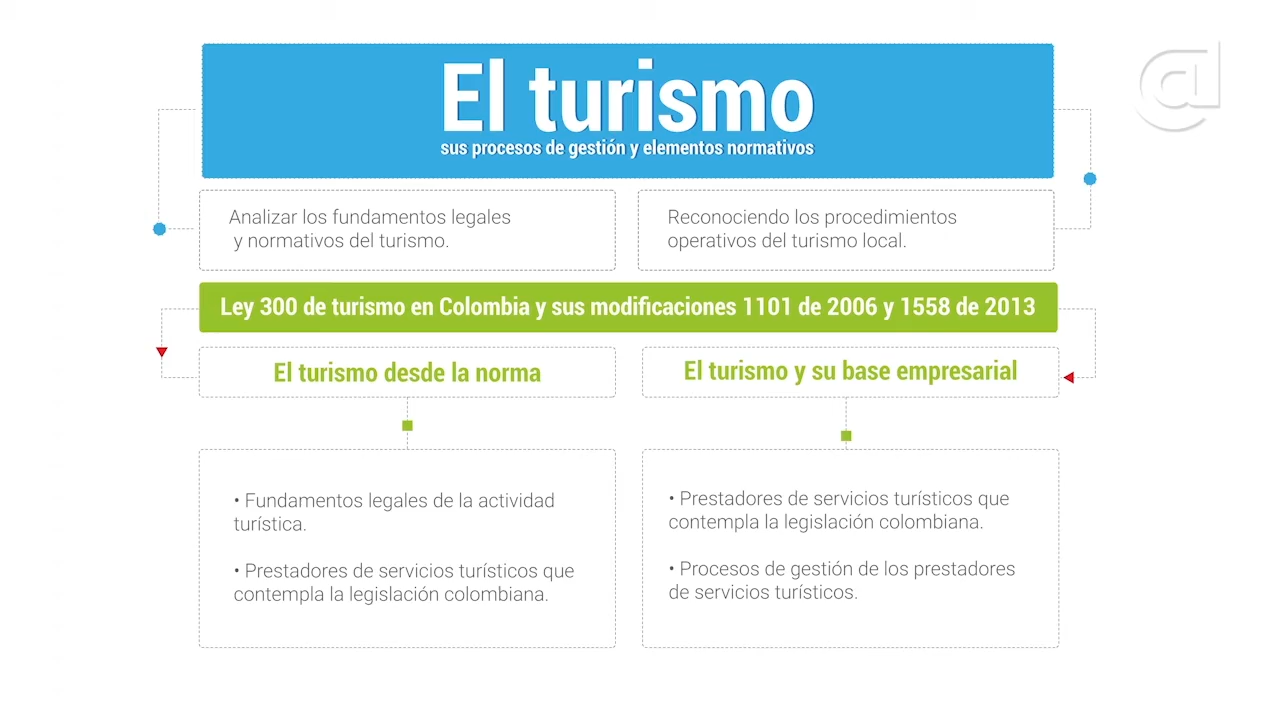 El turismo
sus procesos de gestión y elementos normativos
Analizar los fundamentos legales
y normativos del turismo.
Reconociendo los procedimientos
operativos del turismo local.
Ley 300 de turismo en Colombia y sus modificaciones 1101 de 2006 y 1558 de 2013
El turismo desde la norma
El turismo y su base empresarial
• Fundamentos legales de la actividad
turística.
• Prestadores de servicios turísticos que
contempla la legislación colombiana.
• Prestadores de servicios turísticos que
contempla la legislación colombiana.
• Procesos de gestión de los prestadores
de servicios turísticos.